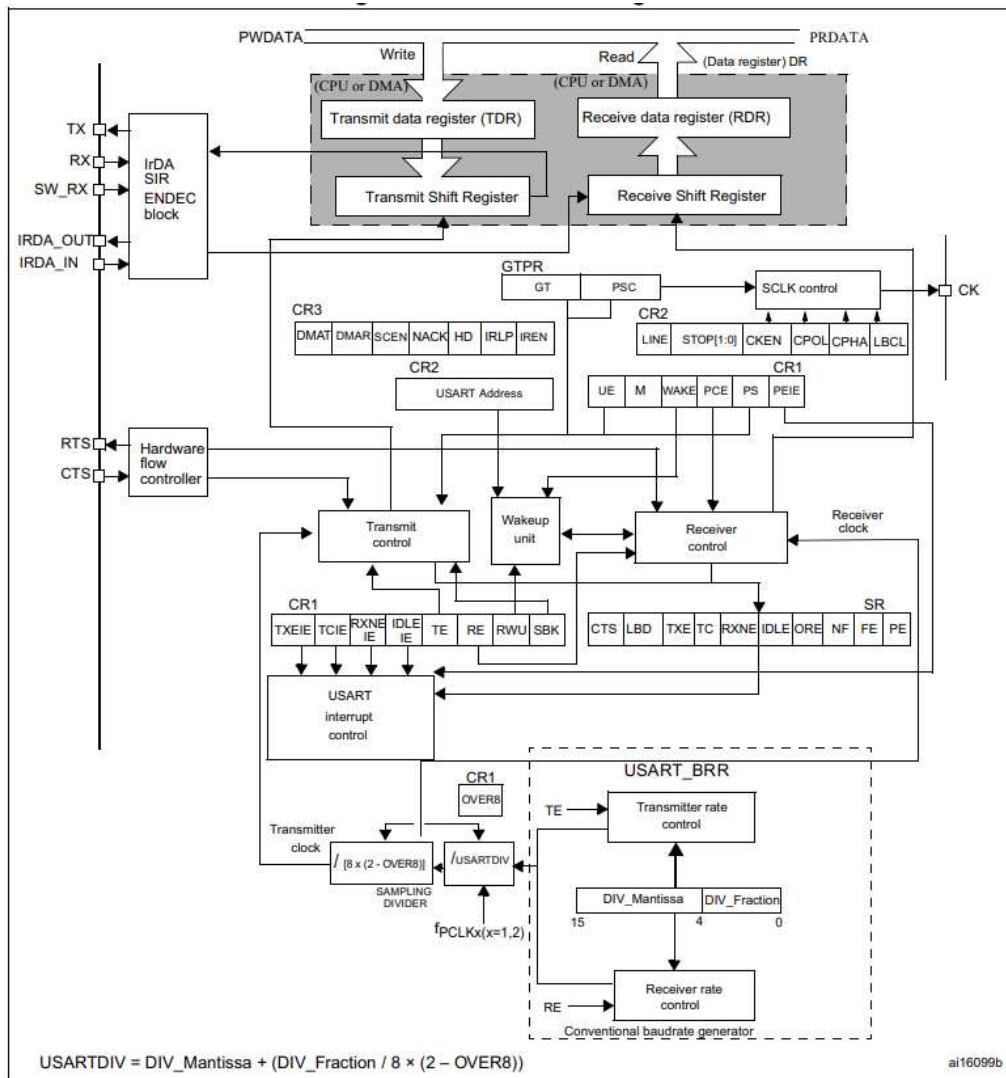 PWDATA
PRDATA
Write
Read
(Data register) DR
(CPU or DMA)
(CPU or DMA)
Transmit data register (TDR)
Receive data register (RDR)
TX
RX
SW_RX
IRDA_OUT
IRDA_IN
IrDA
SIR
ENDEC
block
Transmit Shift Register
Receive Shift Register
GTPR
GT
PSC
SCLK control
CK
CR3
DMAT DMAR SCEN NACK HD IRLP IREN
CR2
LINE STOP[1:0] CKEN CPOL CPHA LBCL
CR2
USART Address
CR1
UE M WAKE PCE PS PEIE
RTS
CTS
Hardware
flow
controller
Transmit
control
Wakeup
unit
Receiver
control
Receiver
clock
CR1
TXEIE TCIE RXNE IE IDLE IE TE RE RWU SBK
SR
CTS LBD TXE TC RXNE IDLE ORE NF FE PE
USART
interrupt
control
CR1
OVER8
Transmitter
clock
/ [8 x (2 - OVER8)]
SAMPLING
DIVIDER
/USARTDIV
fPCLKx(x=1,2)
USART_BRR
TE
Transmitter rate
control
DIV_Mantissa DIV_Fraction
15 4 0
RE
Receiver rate
control
Conventional baudrate generator
USARTDIV = DIV_Mantissa + (DIV_Fraction / 8 × (2 – OVER8))
ai16099b